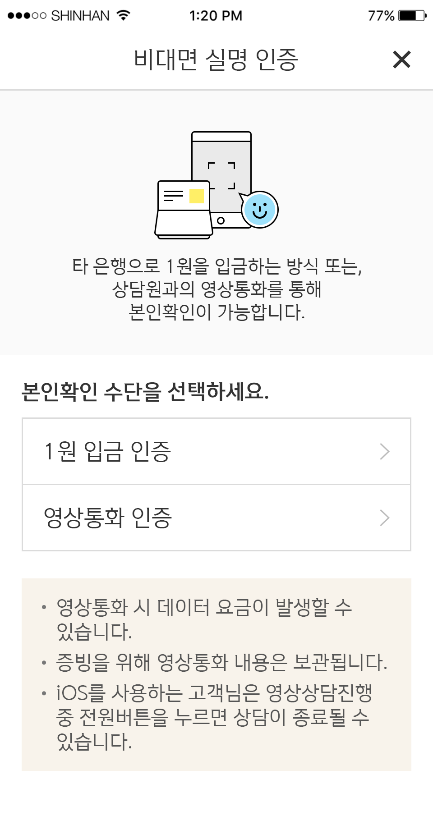 SHINHAN 1:20 PM 77%
비대면 실명 인증
타 은행으로 1원을 입금하는 방식 또는,
상담원과의 영상통화를 통해
본인확인이 가능합니다.
본인확인 수단을 선택하세요.
1원 입금 인증
영상통화 인증
• 영상통화 시 데이터 요금이 발생할 수
있습니다.
• 증빙을 위해 영상통화 내용은 보관됩니다.
• iOS를 사용하는 고객님은 영상상담진행
중 전원버튼을 누르면 상담이 종료될 수
있습니다.